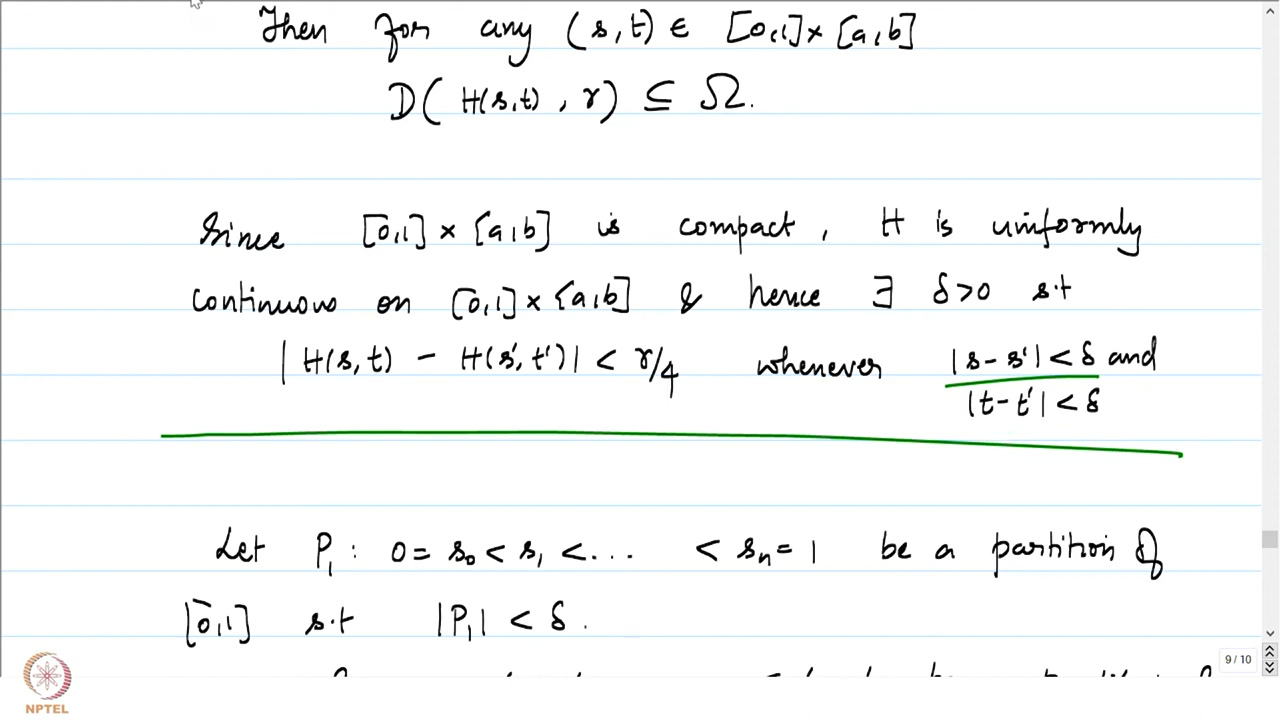 Then for any (s,t) ∈ [0,1] × [a,b]
D( H(s,t) , r ) ⊆ Ω.
Since [0,1] × [a,b] is compact, H is uniformly
continuous on [0,1] × [a,b] & hence ∃ δ>0 s.t
| H(s,t) - H(s',t')| < r/4 whenever |s-s'| < δ and
|t-t'| < δ
Let P₁ : 0 = s₀ < s₁ < ... < sₙ = 1 be a partition of
[0,1] s.t |P₁| < δ.
9 / 10
NPTEL